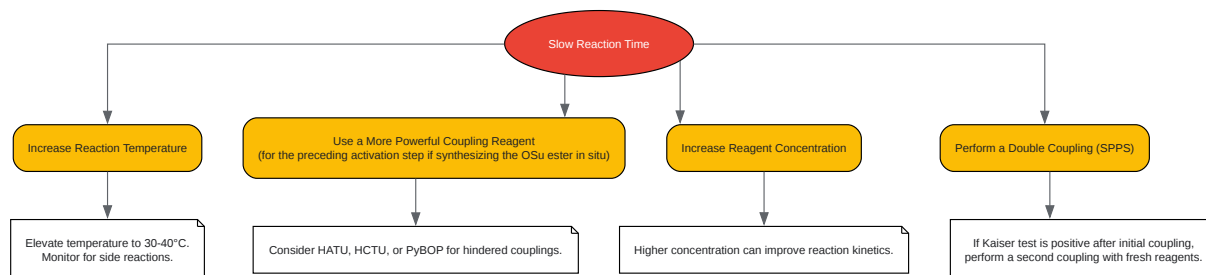 Slow Reaction Time
Increase Reaction Temperature
Use a More Powerful Coupling Reagent
(for the preceding activation step if synthesizing the OSu ester in situ)
Increase Reagent Concentration
Perform a Double Coupling (SPPS)
Elevate temperature to 30-40°C.
Monitor for side reactions.
Consider HATU, HCTU, or PyBOP for hindered couplings.
Higher concentration can improve reaction kinetics.
If Kaiser test is positive after initial coupling,
perform a second coupling with fresh reagents.